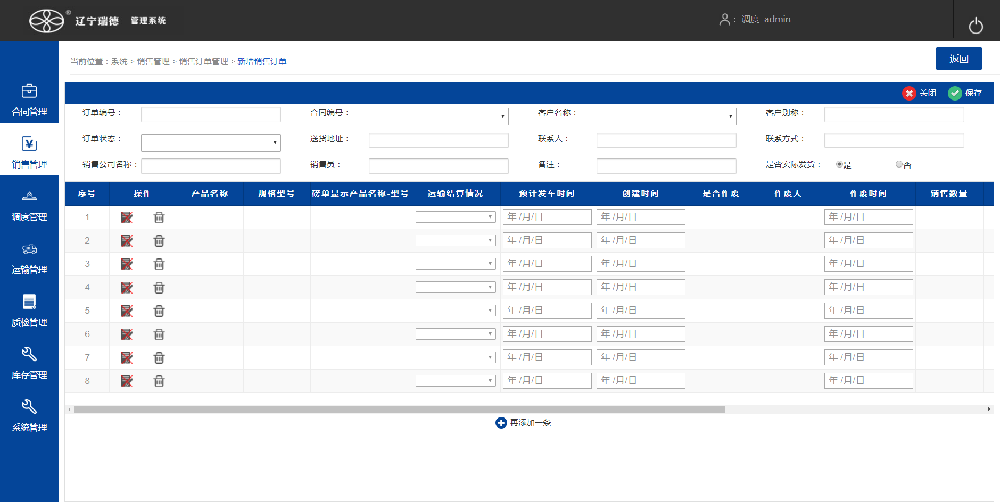 ® 辽宁瑞德 管理系统
: 调度 admin
当前位置：系统 > 销售管理 > 销售订单管理 > 新增销售订单
返回
合同管理
销售管理
调度管理
运输管理
质检管理
库存管理
系统管理
关闭 保存
订单编号： 合同编号： 客户名称： 客户别称：
订单状态： 送货地址： 联系人： 联系方式：
销售公司名称： 销售员： 备注： 是否实际发货： 是 否
序号 操作 产品名称 规格型号 磅单显示产品名称-型号 运输结算情况 预计发车时间 创建时间 是否作废 作废人 作废时间 销售数量
1 年 /月/日 年 /月/日 年 /月/日
2 年 /月/日 年 /月/日 年 /月/日
3 年 /月/日 年 /月/日 年 /月/日
4 年 /月/日 年 /月/日 年 /月/日
5 年 /月/日 年 /月/日 年 /月/日
6 年 /月/日 年 /月/日 年 /月/日
7 年 /月/日 年 /月/日 年 /月/日
8 年 /月/日 年 /月/日 年 /月/日
再添加一条